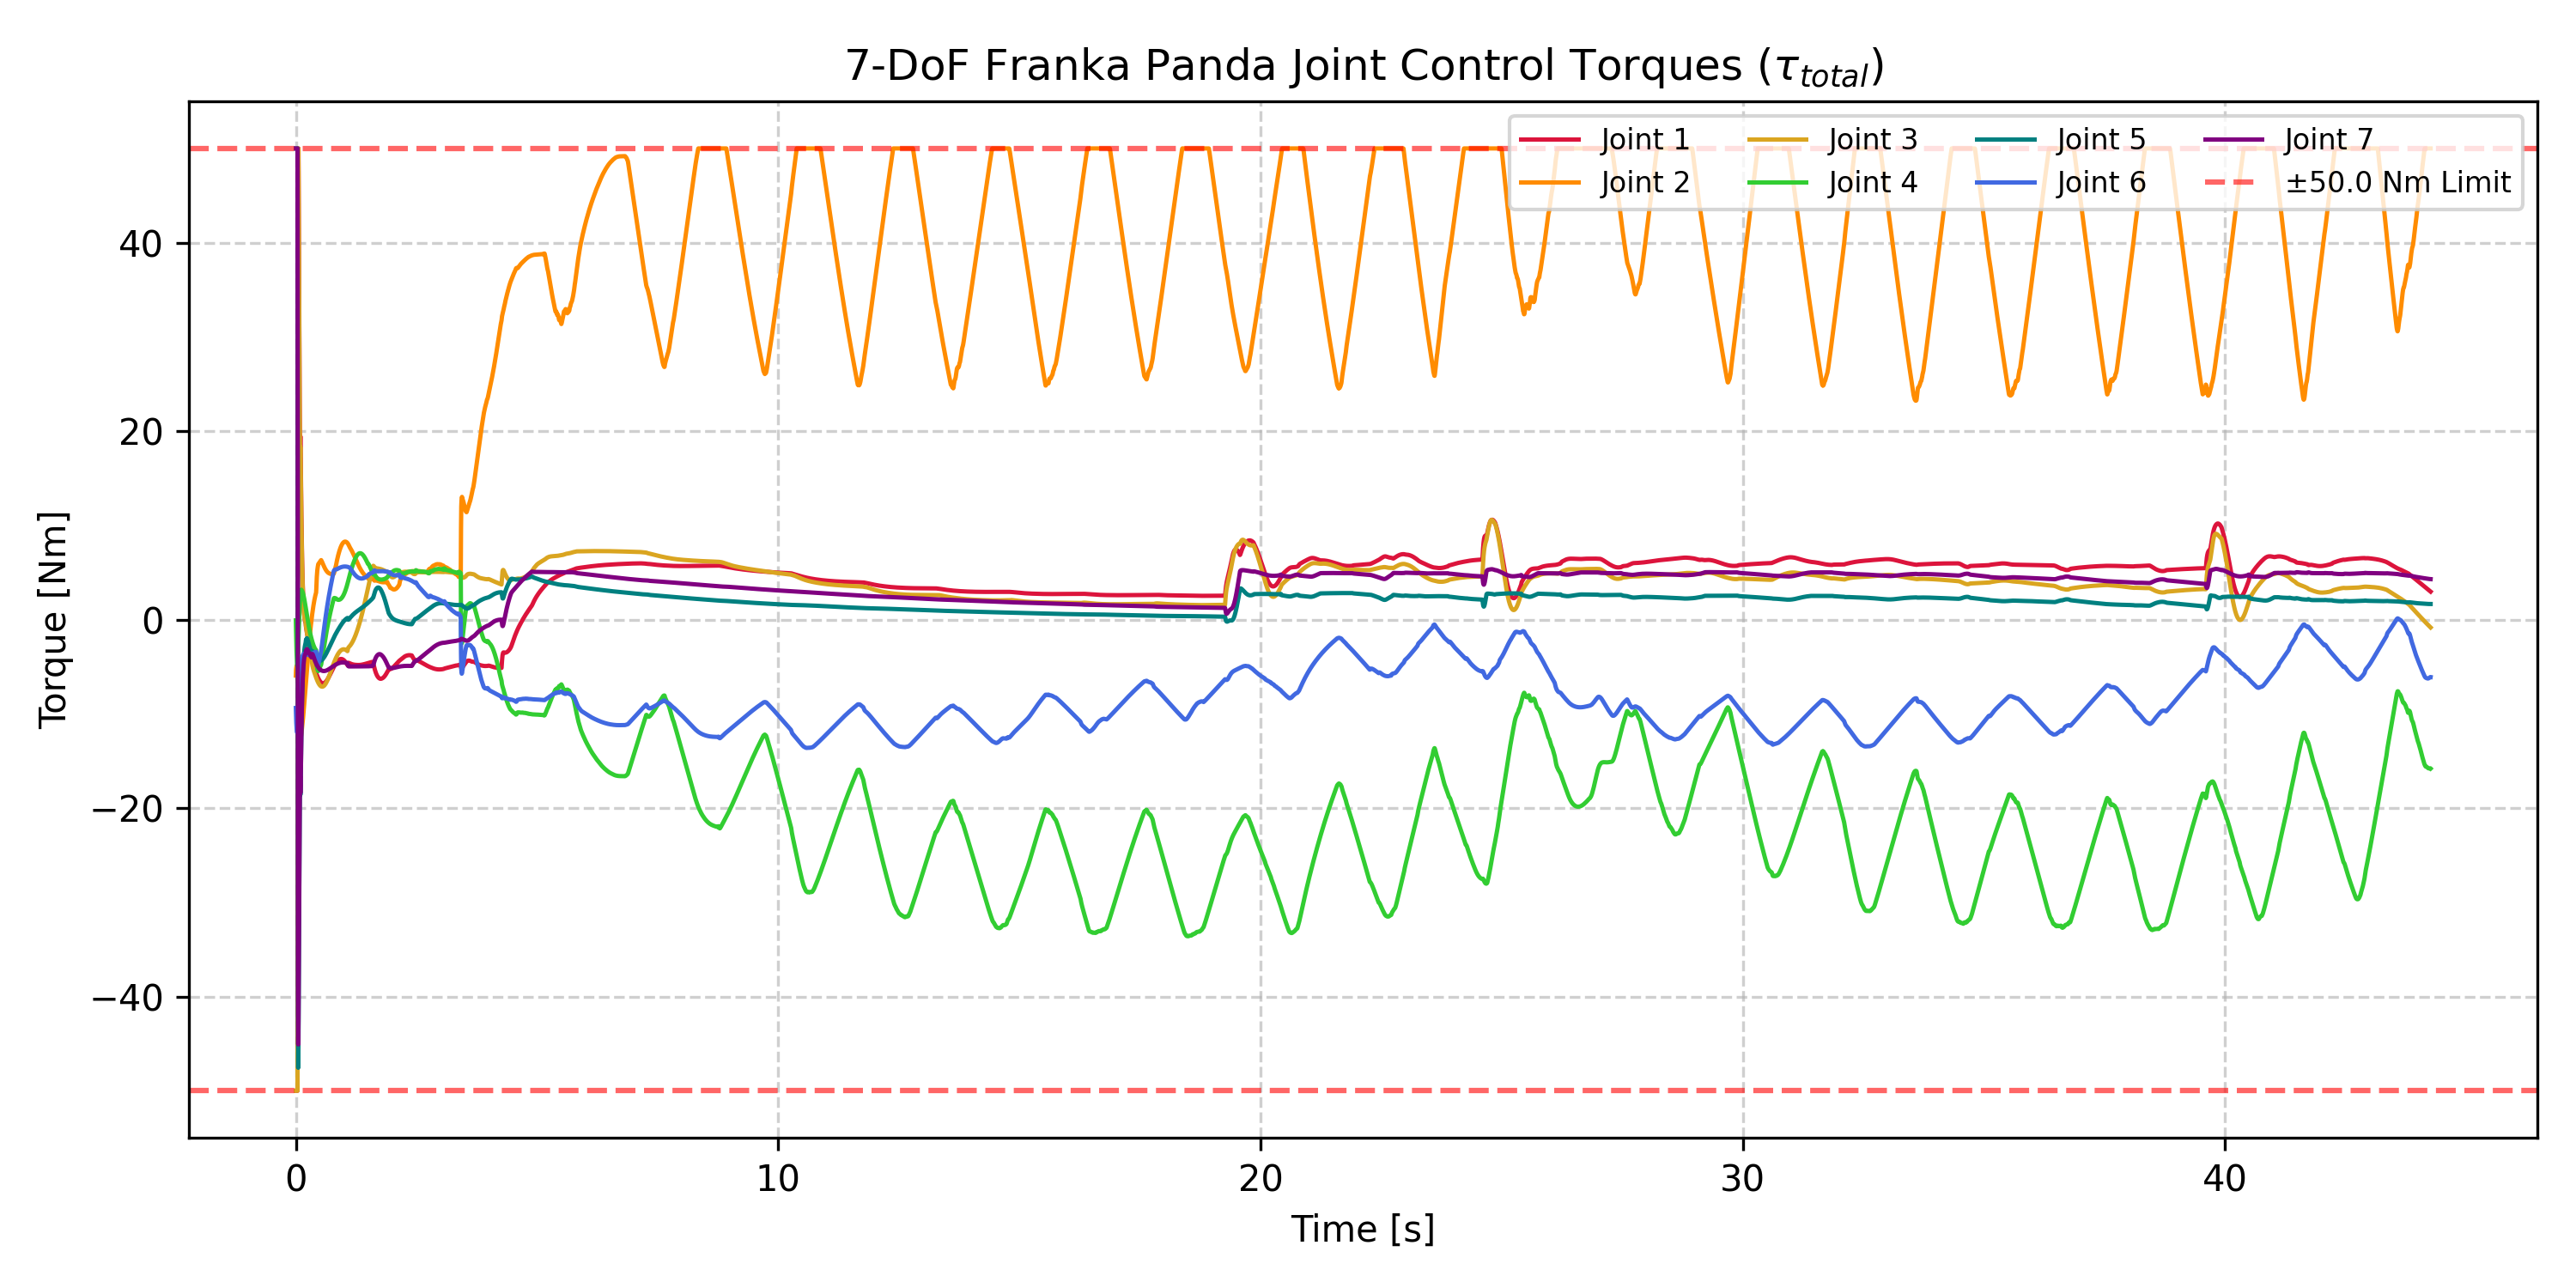 7-DoF Franka Panda Joint Control Torques (τ_total)
Joint 1 Joint 3 Joint 5 Joint 7
Joint 2 Joint 4 Joint 6 ±50.0 Nm Limit
Torque [Nm]
40
20
0
−20
−40
0 10 20 30 40
Time [s]